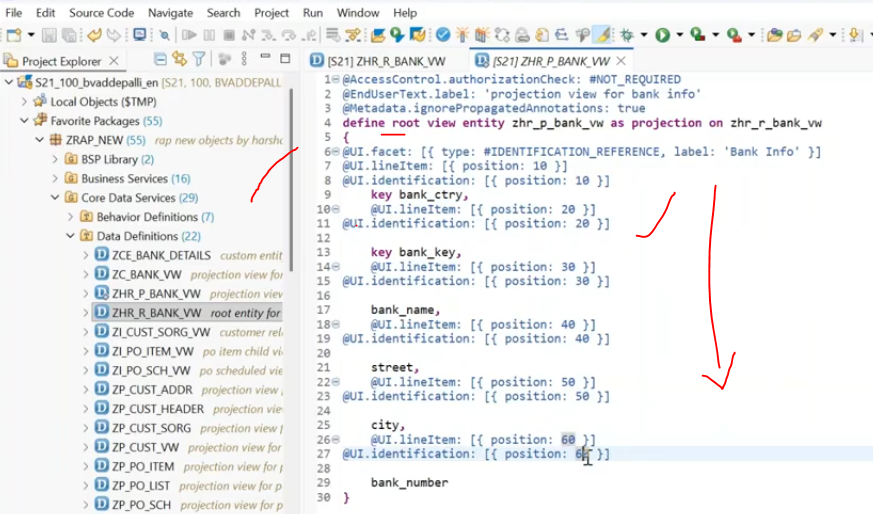 File Edit Source Code Navigate Search Project Run Window Help
Project Explorer
[S21] ZHR_R_BANK_VW
[S21] ZHR_P_BANK_VW
S21_100_bvaddepalli_en [S21, 100, BVADDEPALL
Local Objects ($TMP)
Favorite Packages (55)
ZRAP_NEW (55) rap new objects by harsh
BSP Library (2)
Business Services (16)
Core Data Services (29)
Behavior Definitions (7)
Data Definitions (22)
ZCE_BANK_DETAILS custom entit
ZC_BANK_VW projection view for
ZHR_P_BANK_VW projection view
ZHR_R_BANK_VW root entity for
ZI_CUST_SORG_VW customer rel
ZI_PO_ITEM_VW po item child vi
ZI_PO_SCH_VW po scheduled vie
ZP_CUST_ADDR projection view
ZP_CUST_HEADER projection view
ZP_CUST_SORG projection view f
ZP_CUST_VW projection view for
ZP_PO_ITEM projection view for p
ZP_PO_LIST projection view for p
ZP_PO_SCH projection view for p
1 @AccessControl.authorizationCheck: #NOT_REQUIRED
2 @EndUserText.label: 'projection view for bank info'
3 @Metadata.ignorePropagatedAnnotations: true
4 define root view entity zhr_p_bank_vw as projection on zhr_r_bank_vw
5 {
6 @UI.facet: [{ type: #IDENTIFICATION_REFERENCE, label: 'Bank Info' }]
7 @UI.lineItem: [{ position: 10 }]
8 @UI.identification: [{ position: 10 }]
9 key bank_ctry,
10 @UI.lineItem: [{ position: 20 }]
11 @UI.identification: [{ position: 20 }]
12
13 key bank_key,
14 @UI.lineItem: [{ position: 30 }]
15 @UI.identification: [{ position: 30 }]
16
17 bank_name,
18 @UI.lineItem: [{ position: 40 }]
19 @UI.identification: [{ position: 40 }]
20
21 street,
22 @UI.lineItem: [{ position: 50 }]
23 @UI.identification: [{ position: 50 }]
24
25 city,
26 @UI.lineItem: [{ position: 60 }]
27 @UI.identification: [{ position: 6 }]
28
29 bank_number
30 }